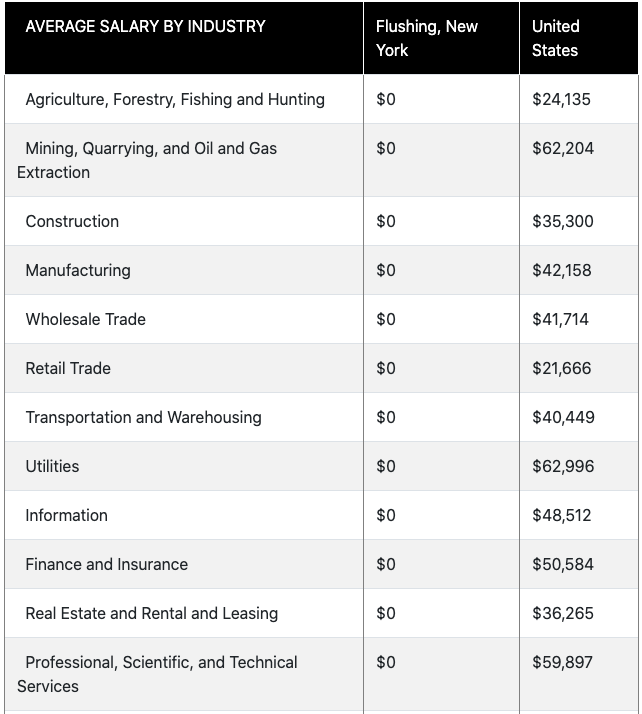 AVERAGE SALARY BY INDUSTRY Flushing, New York United States
Agriculture, Forestry, Fishing and Hunting $0 $24,135
Mining, Quarrying, and Oil and Gas Extraction $0 $62,204
Construction $0 $35,300
Manufacturing $0 $42,158
Wholesale Trade $0 $41,714
Retail Trade $0 $21,666
Transportation and Warehousing $0 $40,449
Utilities $0 $62,996
Information $0 $48,512
Finance and Insurance $0 $50,584
Real Estate and Rental and Leasing $0 $36,265
Professional, Scientific, and Technical Services $0 $59,897